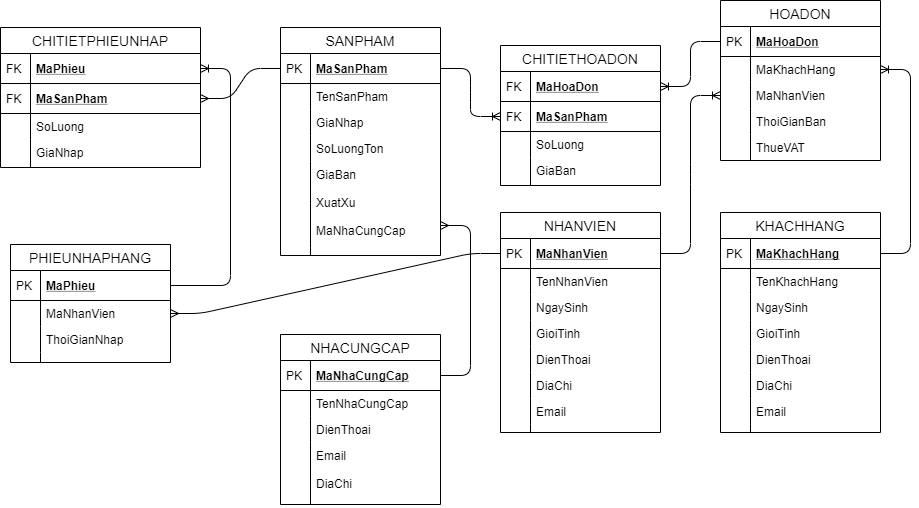 CHITIETPHIEUNHAP
FK MaPhieu
FK MaSanPham
SoLuong
GiaNhap
SANPHAM
PK MaSanPham
TenSanPham
GiaNhap
SoLuongTon
GiaBan
XuatXu
MaNhaCungCap
CHITIETHOADON
FK MaHoaDon
FK MaSanPham
SoLuong
GiaBan
HOADON
PK MaHoaDon
MaKhachHang
MaNhanVien
ThoiGianBan
ThueVAT
PHIEUNHAPHANG
PK MaPhieu
MaNhanVien
ThoiGianNhap
NHACUNGCAP
PK MaNhaCungCap
TenNhaCungCap
DienThoai
Email
DiaChi
NHANVIEN
PK MaNhanVien
TenNhanVien
NgaySinh
GioiTinh
DienThoai
DiaChi
Email
KHACHHANG
PK MaKhachHang
TenKhachHang
NgaySinh
GioiTinh
DienThoai
DiaChi
Email